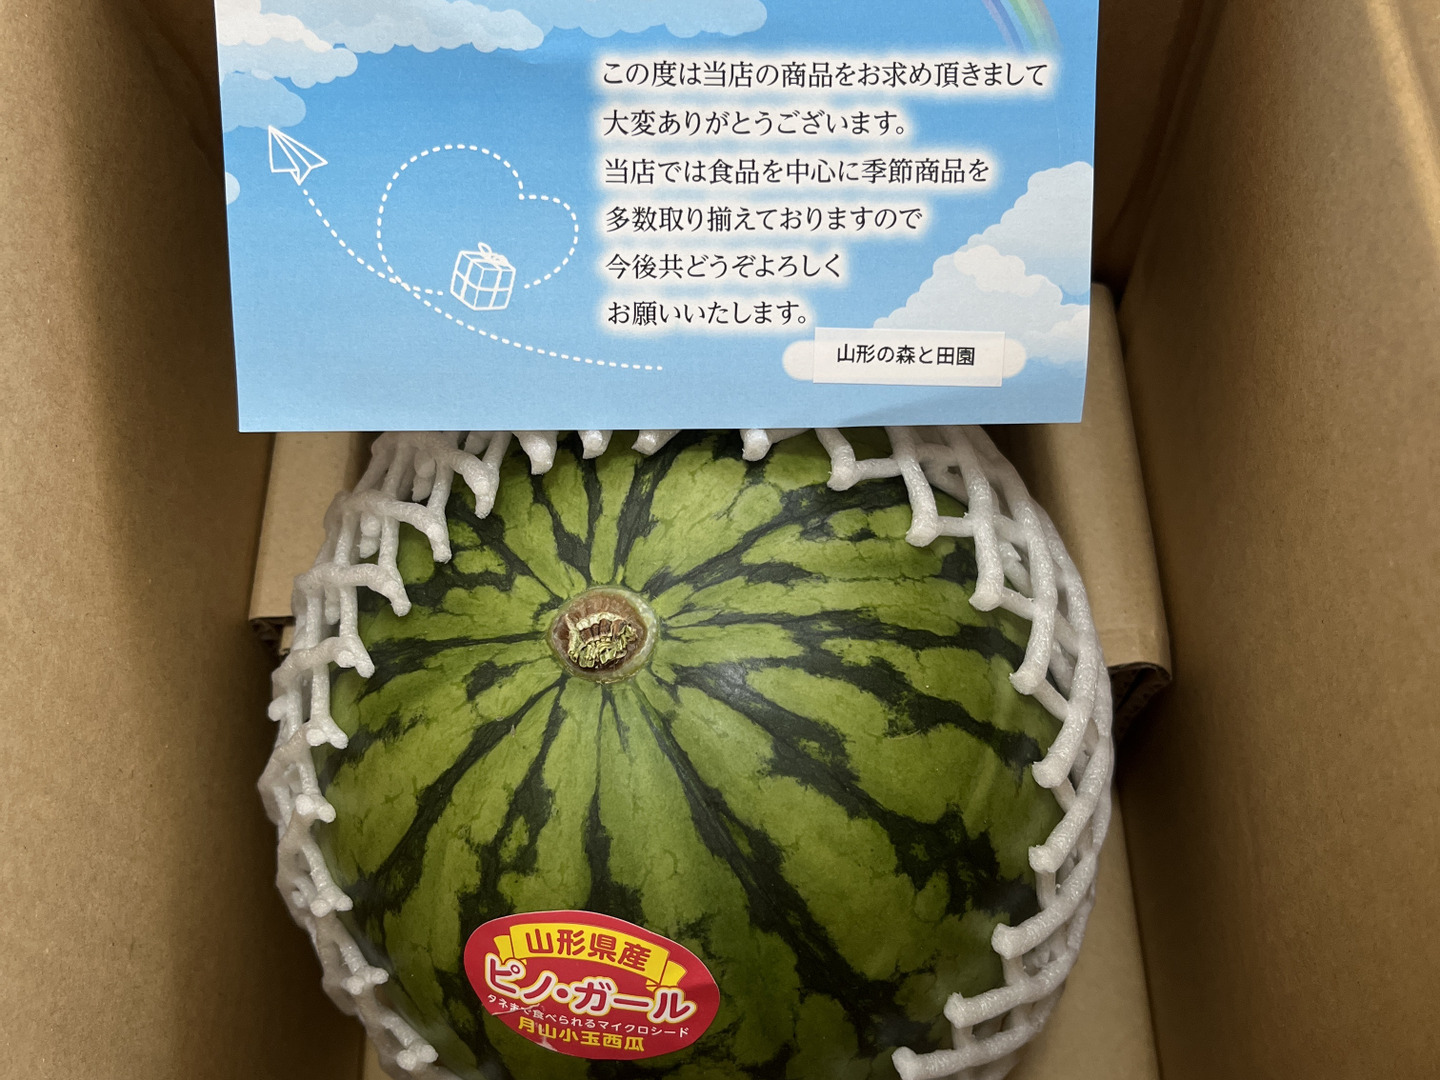 この度は当店の商品をお求め頂きまして
大変ありがとうございます。
当店では食品を中心に季節商品を
多数取り揃えておりますので
今後共どうぞよろしく
お願いいたします。
山形の森と田園
山形県産
ピノ・ガール
タネまで食べられるマイクロシード
月山小玉西瓜